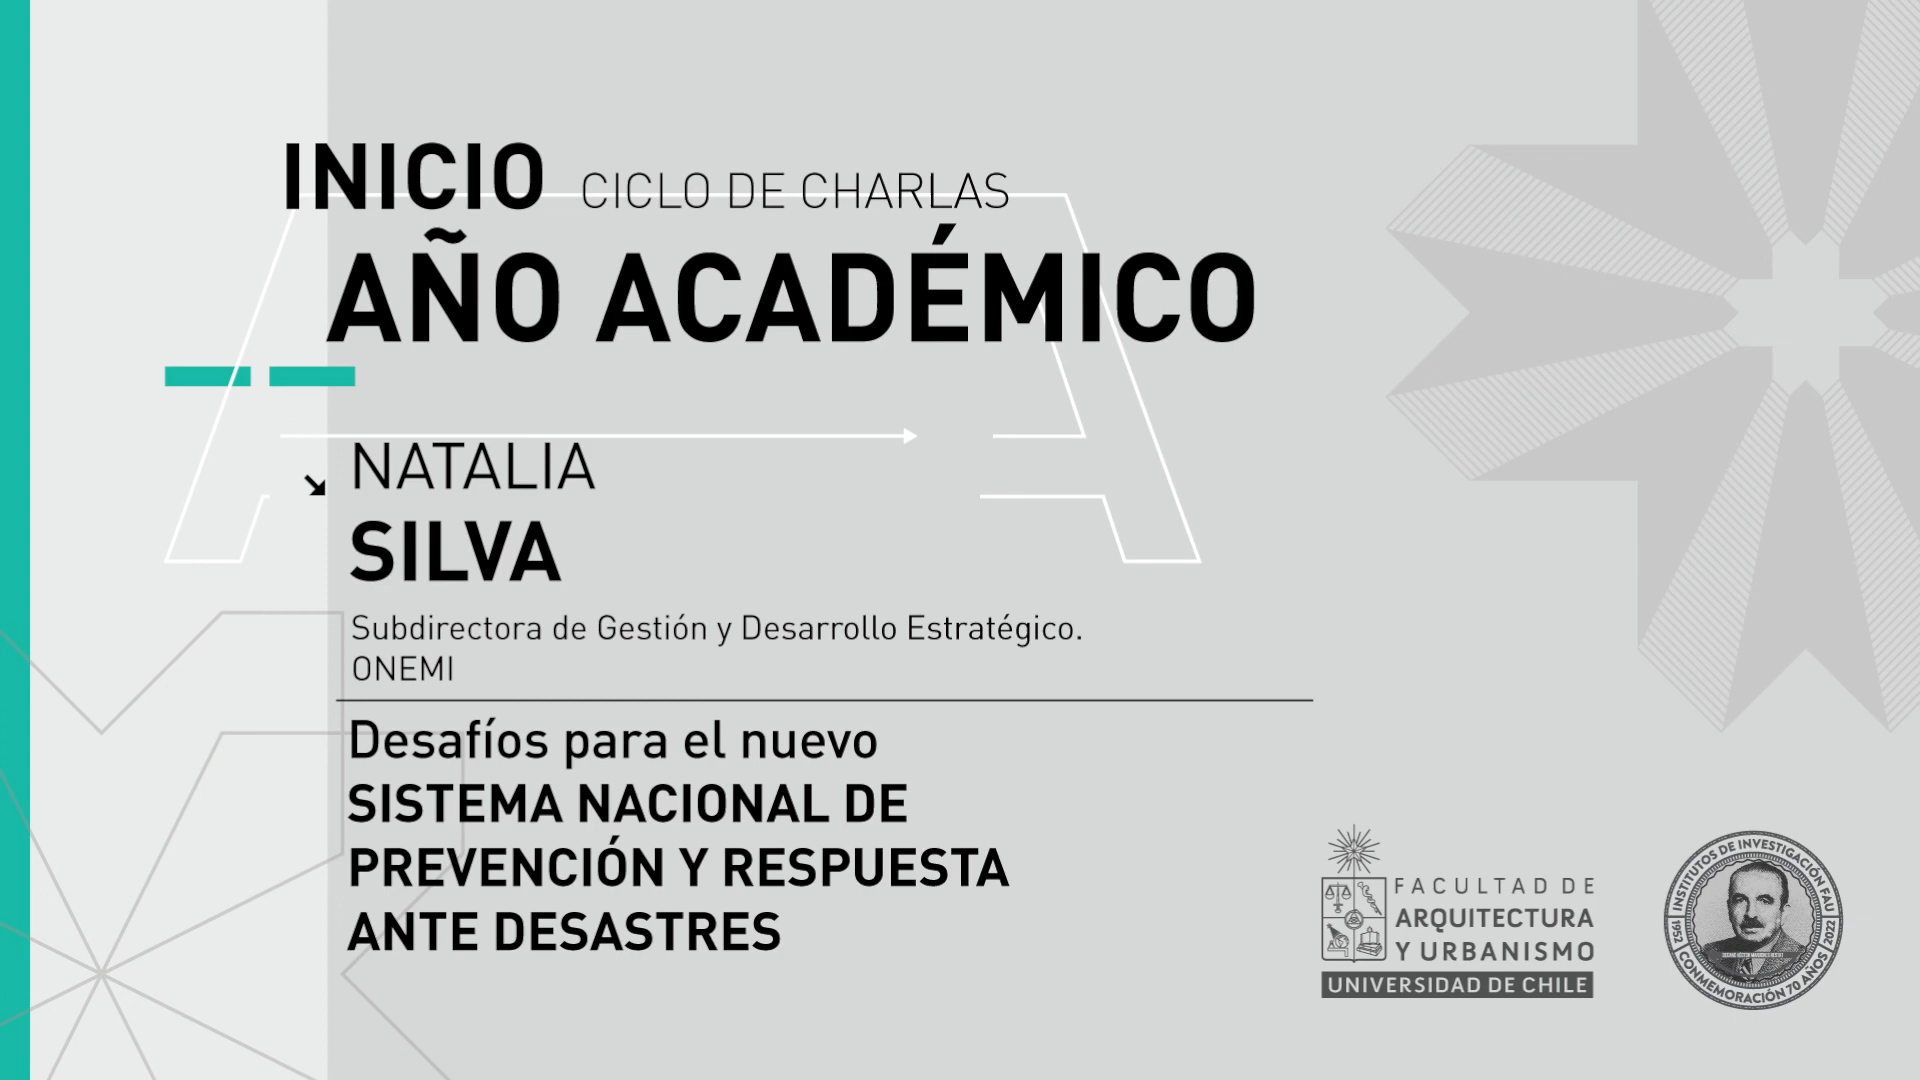 INICIO CICLO DE CHARLAS
AÑO ACADÉMICO
NATALIA
SILVA
Subdirectora de Gestión y Desarrollo Estratégico.
ONEMI
Desafíos para el nuevo
SISTEMA NACIONAL DE
PREVENCIÓN Y RESPUESTA
ANTE DESASTRES
FACULTAD DE
ARQUITECTURA
Y URBANISMO
UNIVERSIDAD DE CHILE
INSTITUTOS DE INVESTIGACIÓN FAU
1952
2022
CONMEMORACIÓN 70 AÑOS